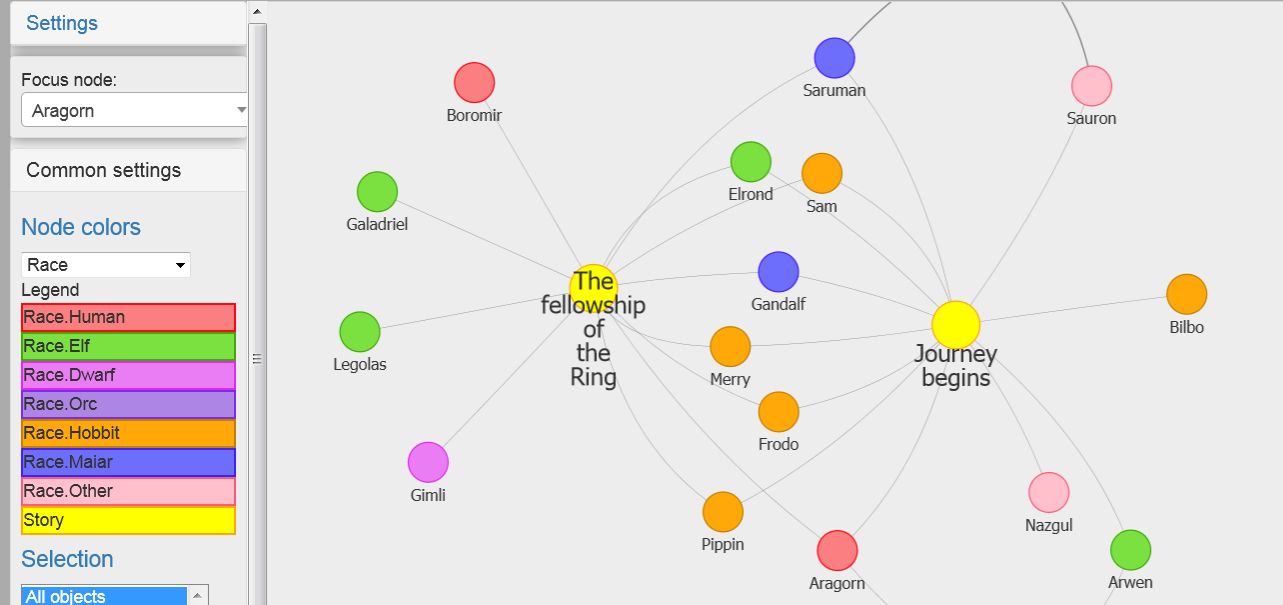 Settings
Focus node:
Aragorn
Common settings
Node colors
Race
Legend
Race.Human
Race.Elf
Race.Dwarf
Race.Orc
Race.Hobbit
Race.Maiar
Race.Other
Story
Selection
All objects
Boromir
Saruman
Sauron
Galadriel
Elrond
Sam
The
fellowship
of
the
Ring
Gandalf
Bilbo
Legolas
Merry
Journey
begins
Frodo
Gimli
Pippin
Nazgul
Aragorn
Arwen